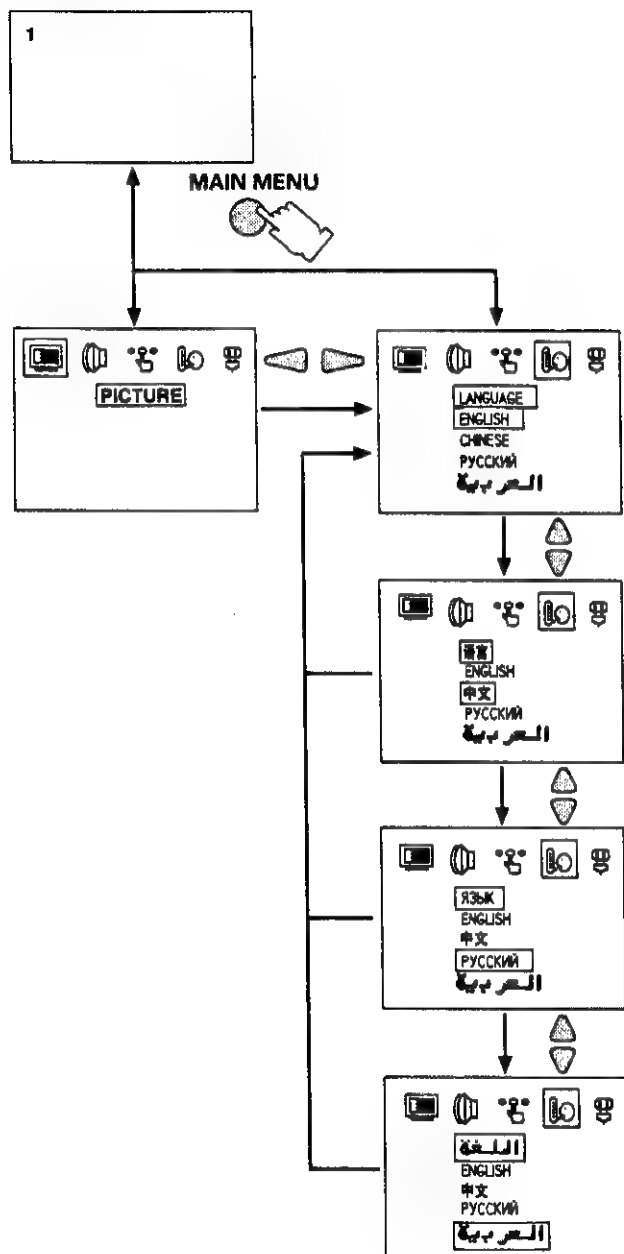 1
MAIN MENU
PICTURE
LANGUAGE
ENGLISH
CHINESE
РУССКИЙ
العربية
语言
ENGLISH
中文
РУССКИЙ
العربية
ЯЗЫК
ENGLISH
中文
РУССКИЙ
العربية
اللغة
ENGLISH
中文
РУССКИЙ
العربية